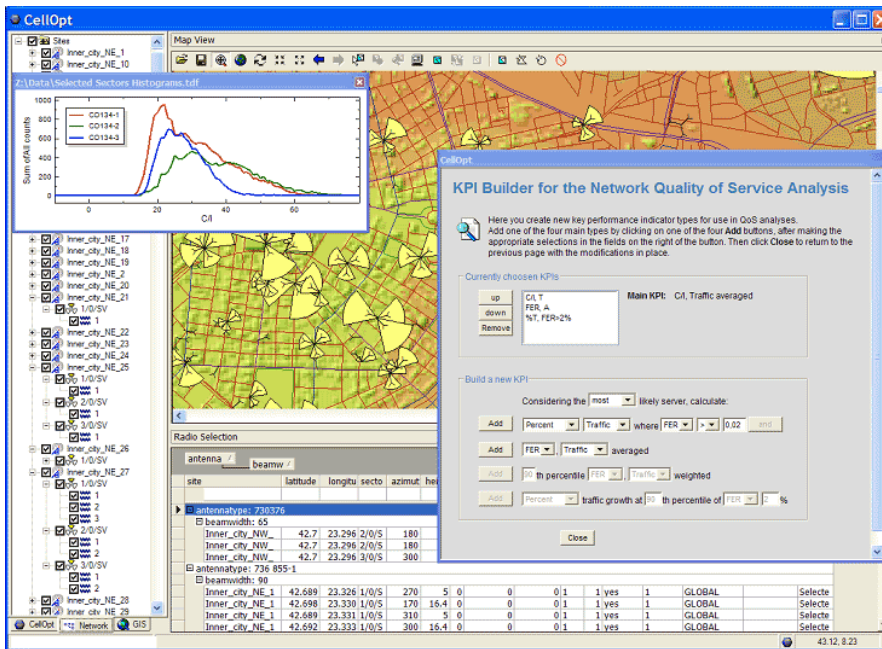 CellOpt
Sites
Inner_city_NE_1
Inner_city_NE_10
Map View
Z:\Data\Selected Sectors Histograms.tdf
CO134-1
CO134-2
CO134-3
Sum of All counts
1000
800
600
400
200
0
0
20
40
60
C/I
Inner_city_NE_17
Inner_city_NE_18
Inner_city_NE_19
Inner_city_NE_2
Inner_city_NE_20
Inner_city_NE_21
1/0/SV
1
Inner_city_NE_22
Inner_city_NE_23
Inner_city_NE_24
Inner_city_NE_25
1/0/SV
1
2/0/SV
1
3/0/SV
1
Inner_city_NE_26
1/0/SV
Inner_city_NE_27
1/0/SV
1
2
3
2/0/SV
1
2
3/0/SV
1
2
Inner_city_NE_28
Inner_city_NE_29
CellOpt Network GIS
CellOpt
KPI Builder for the Network Quality of Service Analysis
Here you create new key performance indicator types for use in QoS analyses.
Add one of the four main types by clicking on one of the four Add buttons, after making the
appropriate selections in the fields on the right of the button. Then click Close to return to the
previous page with the modifications in place.
Currently choosen KPIs
up
down
Remove
C/I, T
FER, A
%T, FER>2%
Main KPI: C/I, Traffic averaged
Build a new KPI
Considering the most likely server, calculate:
Add Percent Traffic where FER > 0,02 and
Add FER , Traffic averaged
Add 90 th percentile FER , Traffic weighted
Add Percent traffic growth at 90 th percentile of FER 2 %
Close
Radio Selection
antenna / beamw /
site latitude longitu secto azimut hei
antennatype: 730376
beamwidth: 65
Inner_city_NW_ 42.7 23.296 2/0/S 180
Inner_city_NW_ 42.7 23.296 2/0/S 180
Inner_city_NW_ 42.7 23.296 3/0/S 300
antennatype: 736 855-1
beamwidth: 90
Inner_city_NE_1 42.689 23.326 1/0/S 270 5 0 0 0 1 1 yes 1 GLOBAL Selecte
Inner_city_NE_1 42.698 23.330 1/0/S 170 16.4 0 0 0 1 1 yes 1 GLOBAL Selecte
Inner_city_NE_1 42.689 23.331 1/0/S 310 5 0 0 0 1 1 yes 1 GLOBAL Selecte
Inner_city_NE_1 42.692 23.333 1/0/S 300 16.4 0 0 0 1 1 yes 1 GLOBAL Selecte
43.12, 8.23